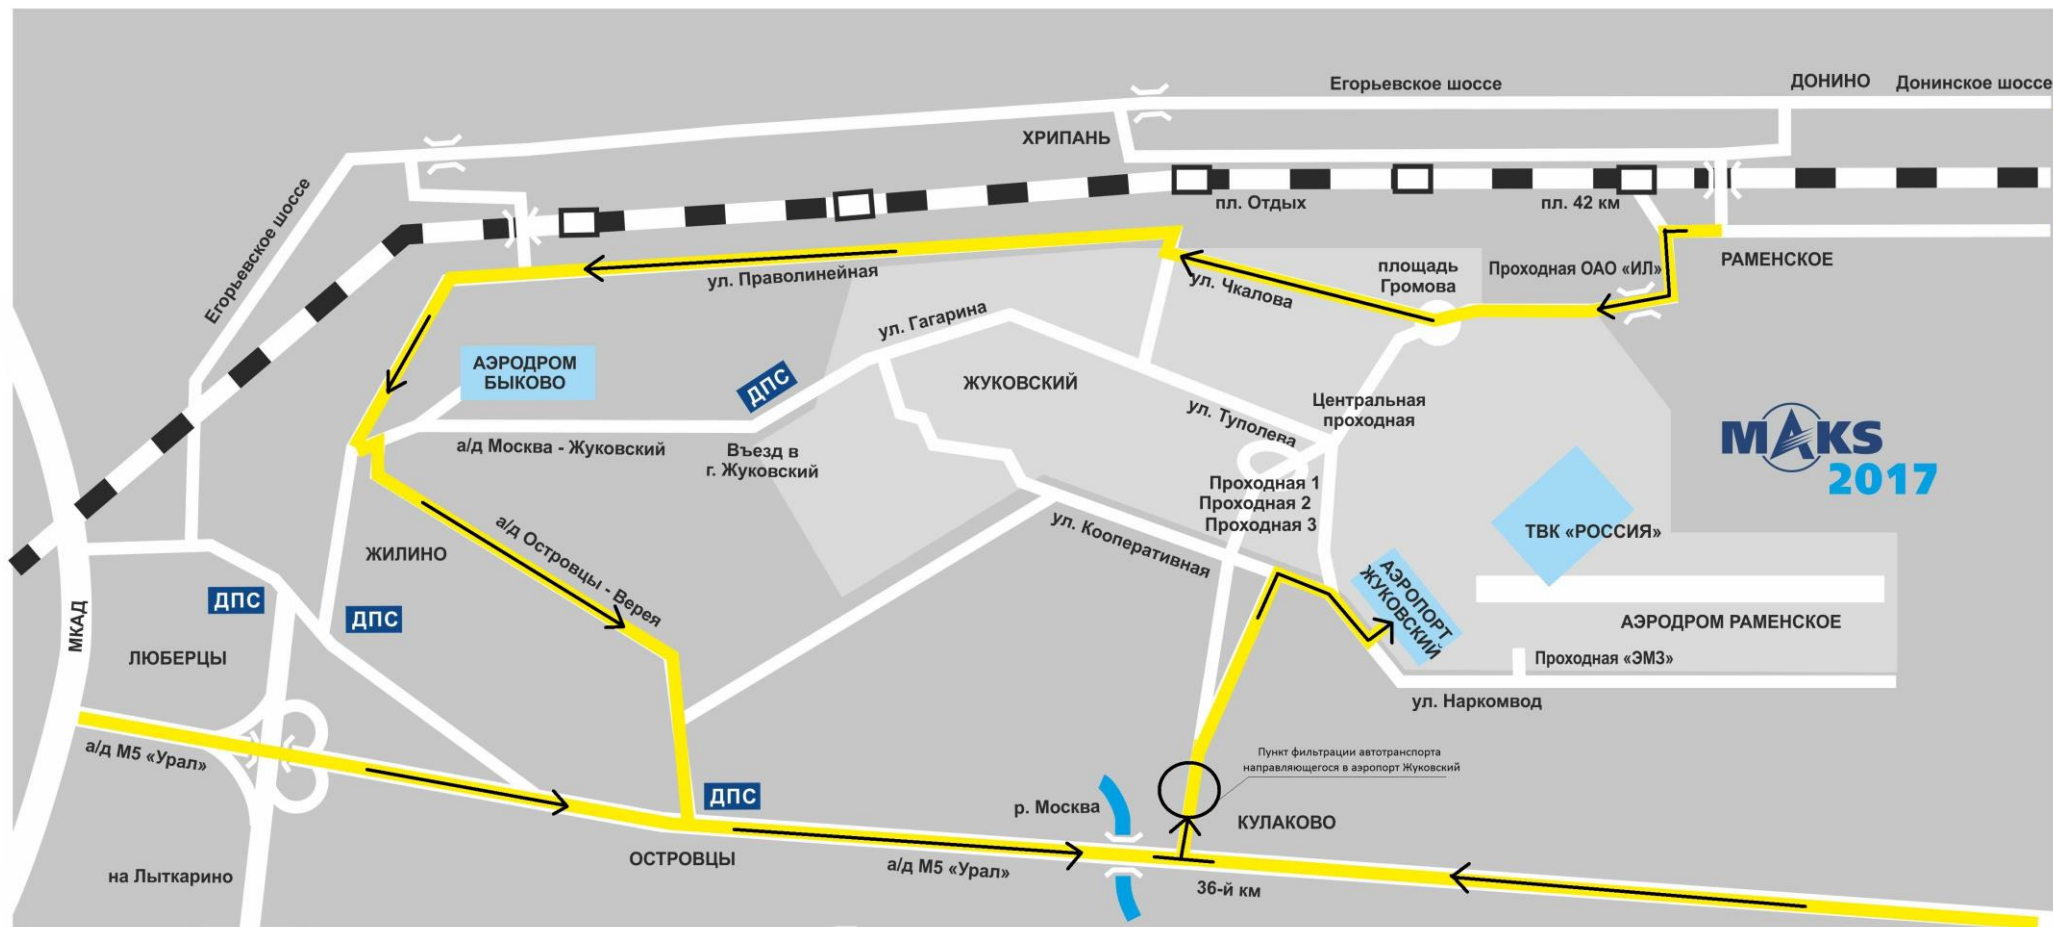 Егорьевское шоссе
ДОНИНО
Донинское шоссе
ХРИПАНЬ
Егорьевское шоссе
пл. Отдых
пл. 42 км
РАМЕНСКОЕ
Проходная ОАО «ИЛ»
площадь
Громова
ул. Праволинейная
ул. Чкалова
ул. Гагарина
АЭРОДРОМ
БЫКОВО
ДПС
ЖУКОВСКИЙ
ул. Туполева
Центральная
проходная
MAKS
2017
а/д Москва - Жуковский
Въезд в
г. Жуковский
Проходная 1
Проходная 2
Проходная 3
ул. Кооперативная
ТВК «РОССИЯ»
ЖИЛИНО
а/д Островцы - Верея
АЭРОПОРТ
ЖУКОВСКИЙ
ДПС
ДПС
МКАД
ЛЮБЕРЦЫ
АЭРОДРОМ РАМЕНСКОЕ
Проходная «ЭМЗ»
ул. Наркомвод
а/д М5 «Урал»
Пункт фильтрации автотранспорта
направляющегося в аэропорт Жуковский
ДПС
р. Москва
КУЛАКОВО
ОСТРОВЦЫ
а/д М5 «Урал»
36-й км
на Лыткарино